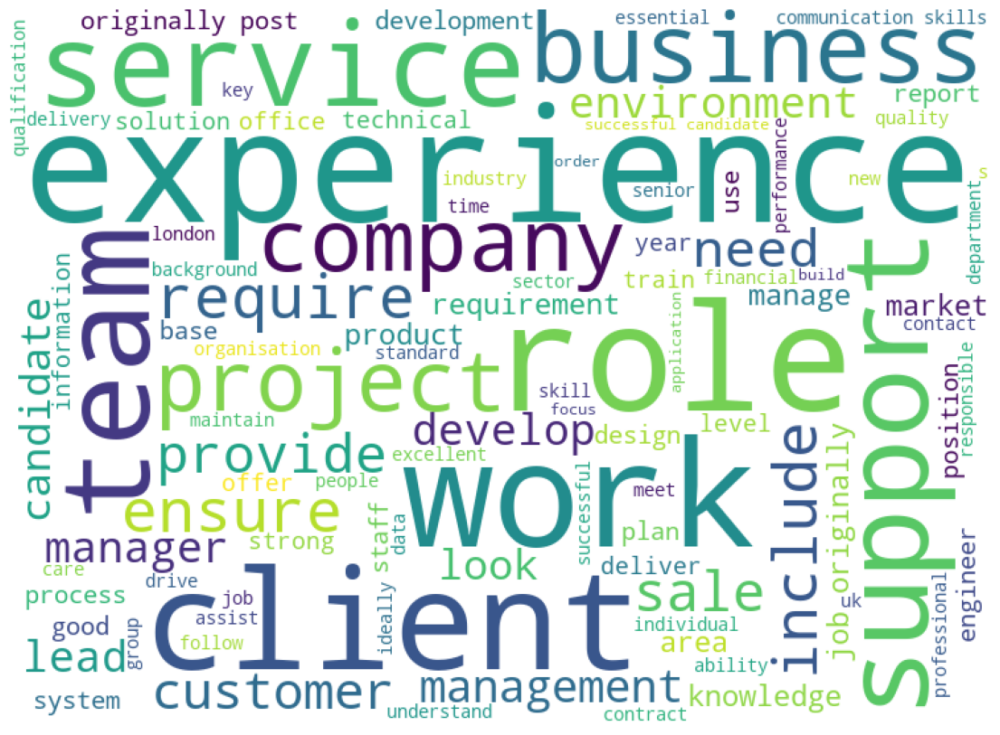 originally post
development
essential
communication skills
qualification
service
business
key
environment
report
delivery
solution
office
technical
successful candidate
quality
experience
performance
order
industry
senior
use
new
s
time
department
london
company
year
need
team
background
sector
train
financial
build
support
information
require
requirement
manage
market
contact
candidate
base
product
organisation
standard
application
role
project
skill
focus
responsible
position
maintain
develop
design
level
provide
excellent
work
include
originally
offer
people
successful
meet
ensure
data
staff
strong
plan
manager
look
deliver
engineer
care
drive
client
sale
job
uk
professional
process
job
good
assist
ideally
individual
group
follow
area
lead
ability
system
customer
management
knowledge
understand
contract